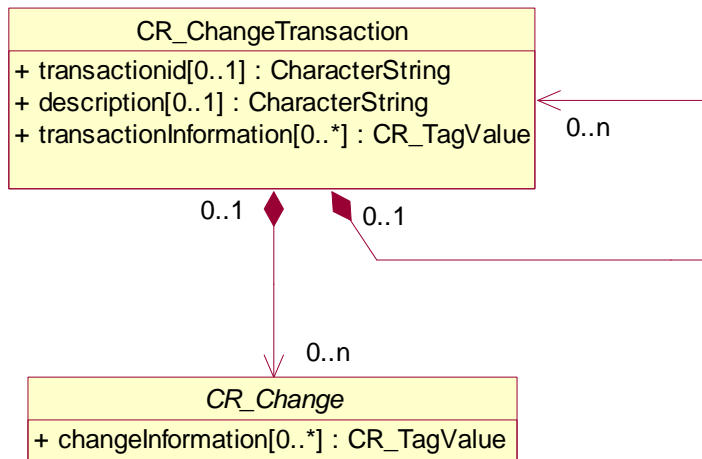 CR_ChangeTransaction
+ transactionid[0..1] : CharacterString
+ description[0..1] : CharacterString
+ transactionInformation[0..*] : CR_TagValue
0..n
0..1
0..1
0..n
CR_Change
+ changeInformation[0..*] : CR_TagValue